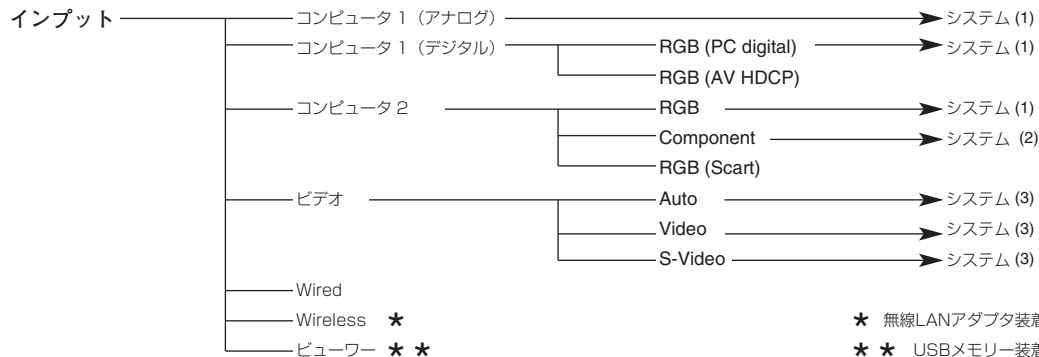 インプット コンピュータ 1（アナログ） システム (1)
コンピュータ 1（デジタル） RGB (PC digital) システム (1)
RGB (AV HDCP)
コンピュータ 2 RGB システム (1)
Component システム (2)
RGB (Scart)
ビデオ Auto システム (3)
Video システム (3)
S-Video システム (3)
Wired
Wireless ★ ★ 無線LANアダプタ装着
ビューワー ★ ★ ★ ★ USBメモリー装着